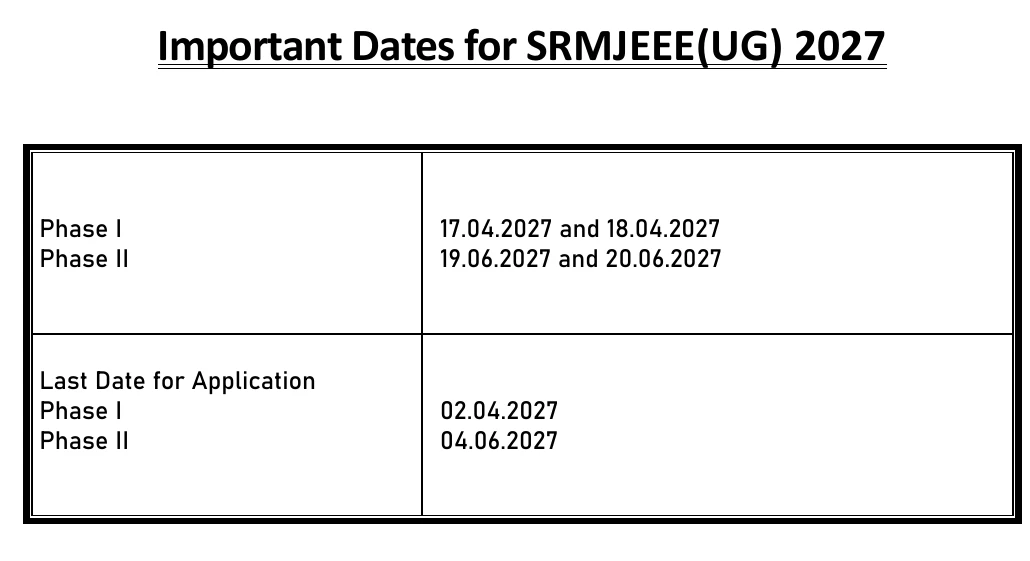 Important Dates for SRMJEEE(UG) 2027
Phase I 17.04.2027 and 18.04.2027
Phase II 19.06.2027 and 20.06.2027
Last Date for Application
Phase I 02.04.2027
Phase II 04.06.2027